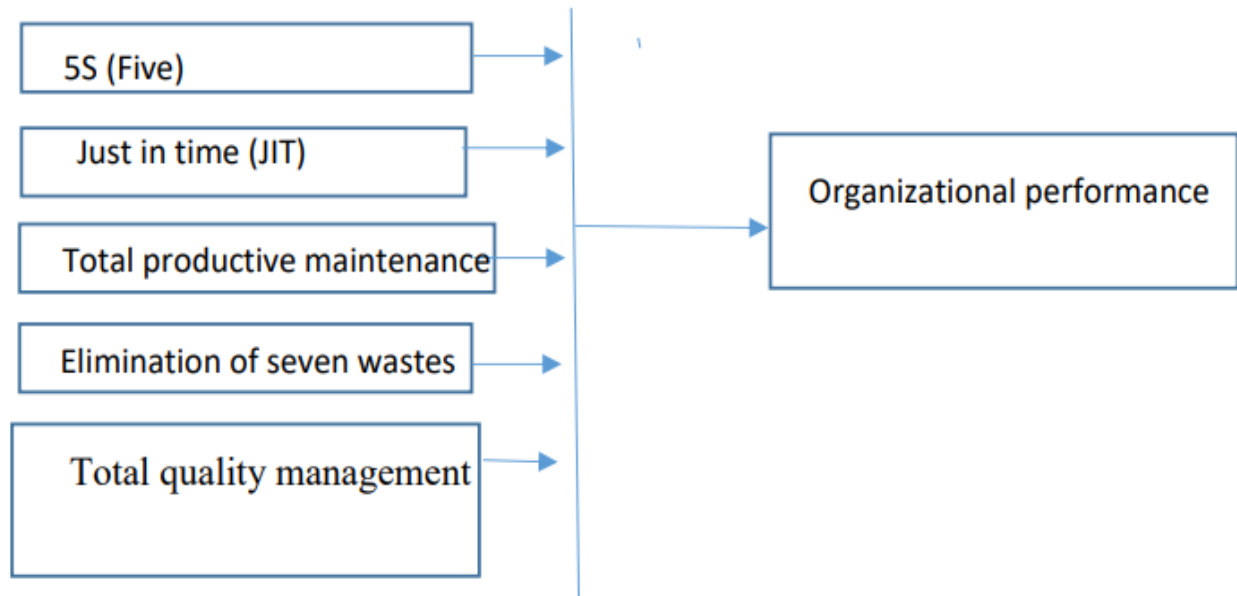 5S (Five)
Just in time (JIT)
Total productive maintenance
Elimination of seven wastes
Total quality management
Organizational performance